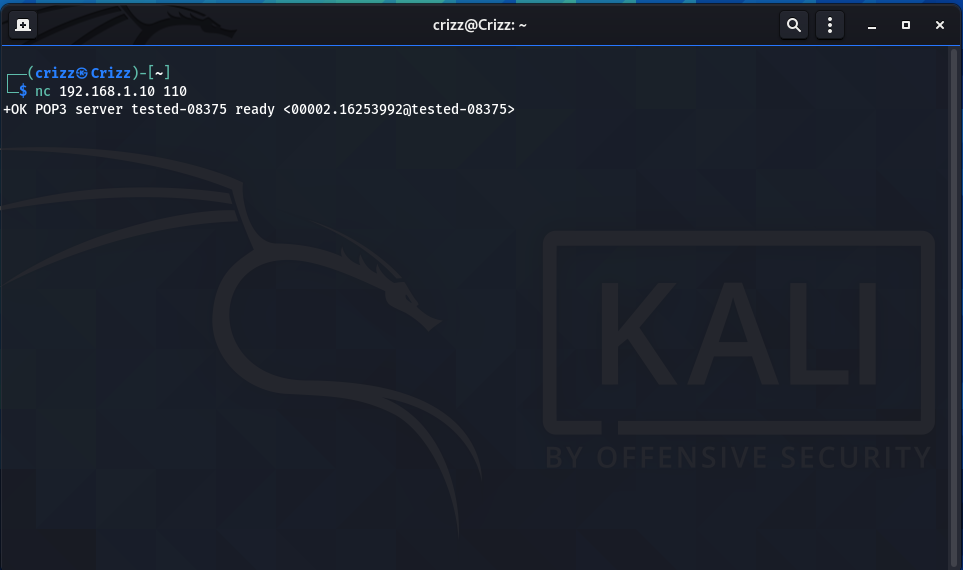 crizz@Crizz: ~
┌──(crizz㉿Crizz)-[~]
└─$ nc 192.168.1.10 110
+OK POP3 server tested-08375 ready <00002.16253992@tested-08375>
KALI
BY OFFENSIVE SECURITY